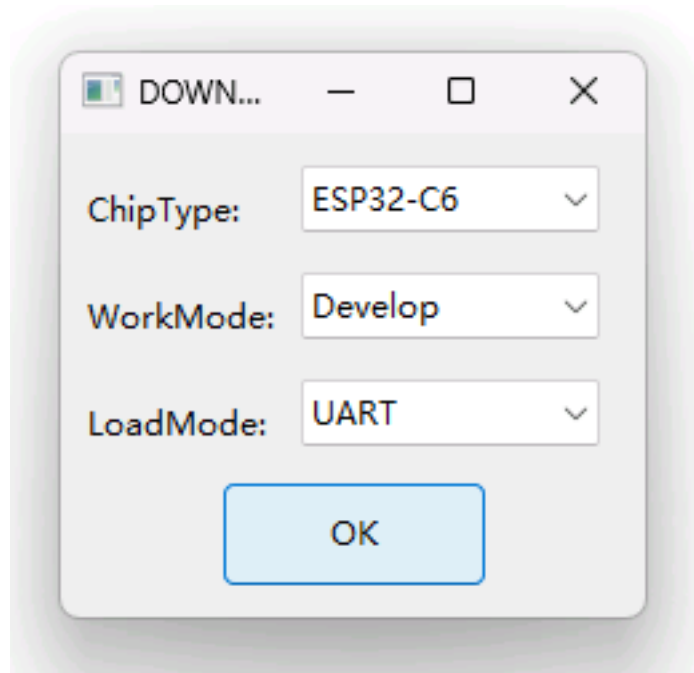 DOWN...
ChipType: ESP32-C6
WorkMode: Develop
LoadMode: UART
OK